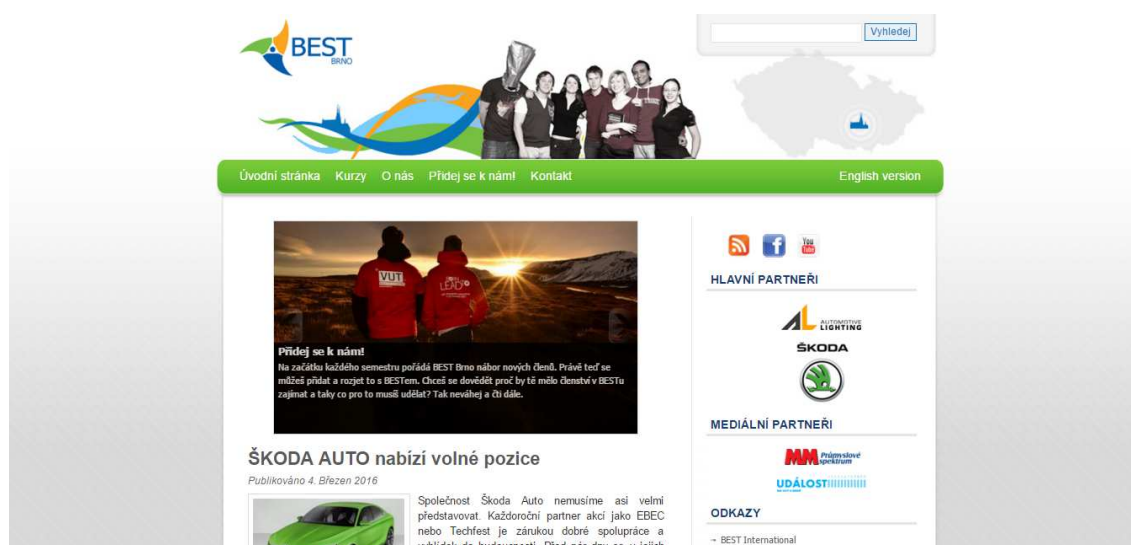 BEST
BRNO
Vyhledej
Úvodní stránka Kurzy O nás Přidej se k nám! Kontakt English version
VUT
LEAD
Přidej se k nám!
Na začátku každého semestru pořádá BEST Brno nábor nových členů. Právě teď se
můžeš přidat a rozjet to s BESTem. Chceš se dovědět proč by tě mělo členství v BESTu
zajímat a taky co pro to musíš udělat? Tak neváhej a čti dále.
ŠKODA AUTO nabízí volné pozice
Publikováno 4. Březen 2016
Společnost Škoda Auto nemusíme asi velmi
představovat. Každoroční partner akcí jako EBEC
nebo Techfest je zárukou dobré spolupráce a
You
Tube
HLAVNÍ PARTNEŘI
AL AUTOMOTIVE
LIGHTING
ŠKODA
MEDIÁLNÍ PARTNEŘI
MM Průmyslové
spektrum
UDÁLOSTI
ODKAZY
→ BEST International